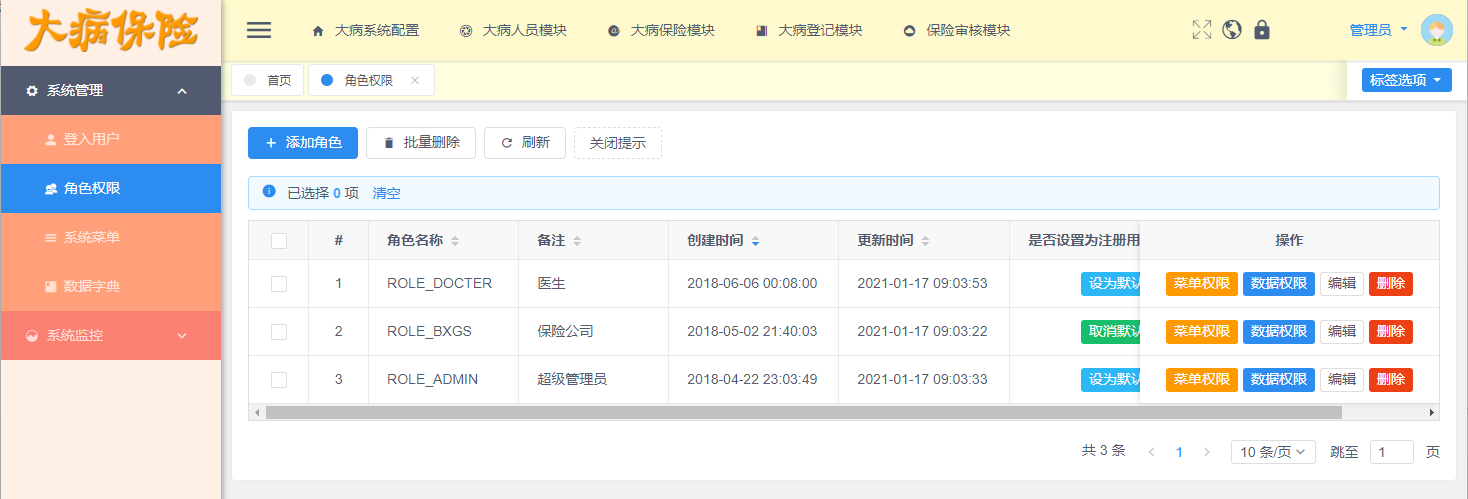 大病保险
大病系统配置 大病人员模块 大病保险模块 大病登记模块 保险审核模块 管理员
首页 角色权限 标签选项
系统管理
登入用户
角色权限
系统菜单
数据字典
系统监控
添加角色 批量删除 刷新 关闭提示
已选择 0 项 清空
# 角色名称 备注 创建时间 更新时间 是否设置为注册用 操作
1 ROLE_DOCTER 医生 2018-06-06 00:08:00 2021-01-17 09:03:53 设为默认 菜单权限 数据权限 编辑 删除
2 ROLE_BXGS 保险公司 2018-05-02 21:40:03 2021-01-17 09:03:22 取消默认 菜单权限 数据权限 编辑 删除
3 ROLE_ADMIN 超级管理员 2018-04-22 23:03:49 2021-01-17 09:03:33 设为默认 菜单权限 数据权限 编辑 删除
共 3 条 1 10 条/页 跳至 1 页